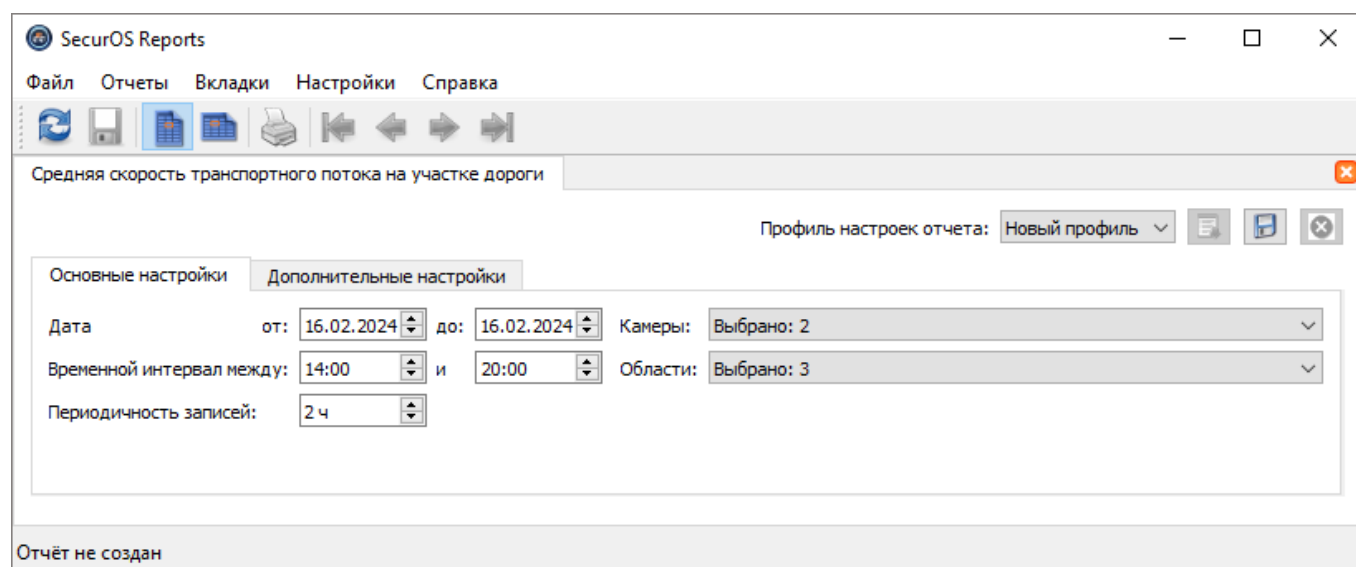 SecurOS Reports
Файл Отчеты Вкладки Настройки Справка
Средняя скорость транспортного потока на участке дороги
Профиль настроек отчета: Новый профиль
Основные настройки Дополнительные настройки
Дата от: 16.02.2024 до: 16.02.2024 Камеры: Выбрано: 2
Временной интервал между: 14:00 и 20:00 Области: Выбрано: 3
Периодичность записей: 2 ч
Отчёт не создан